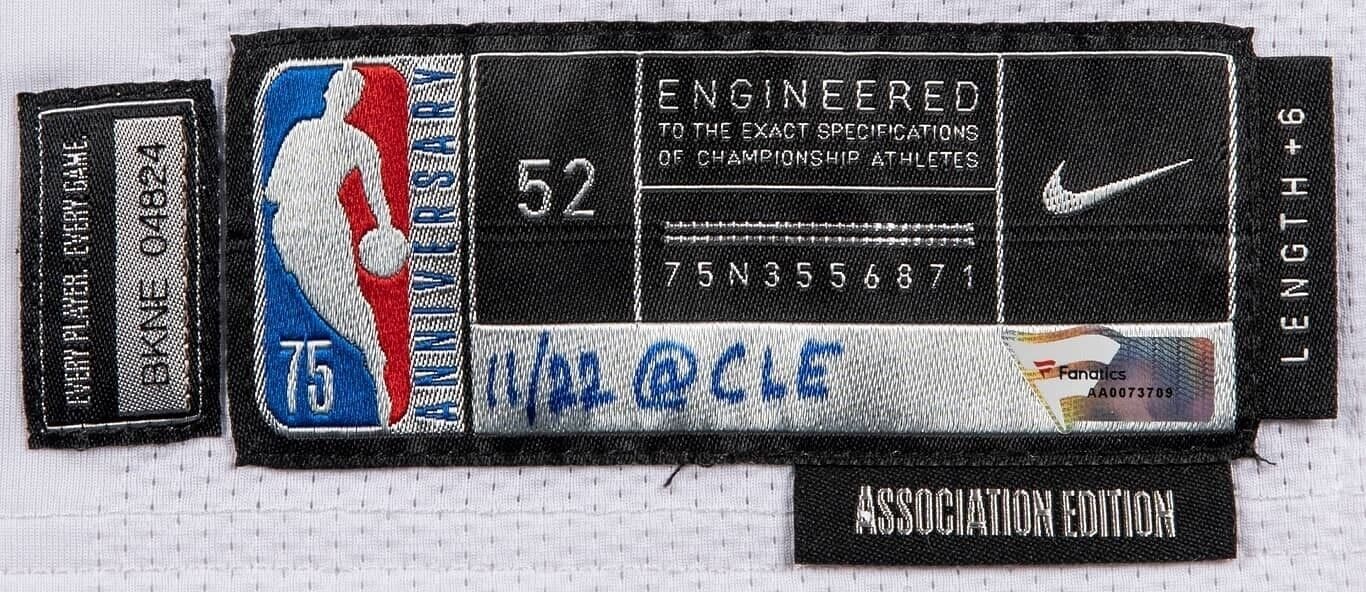 EVERY PLAYER. EVERY GAME.
BKNE 04824
75
ANNIVERSARY
52
ENGINEERED
TO THE EXACT SPECIFICATIONS
OF CHAMPIONSHIP ATHLETES
75N3556871
11/22 @ CLE
Fanatics
AA0073709
LENGTH +6
ASSOCIATION EDITION